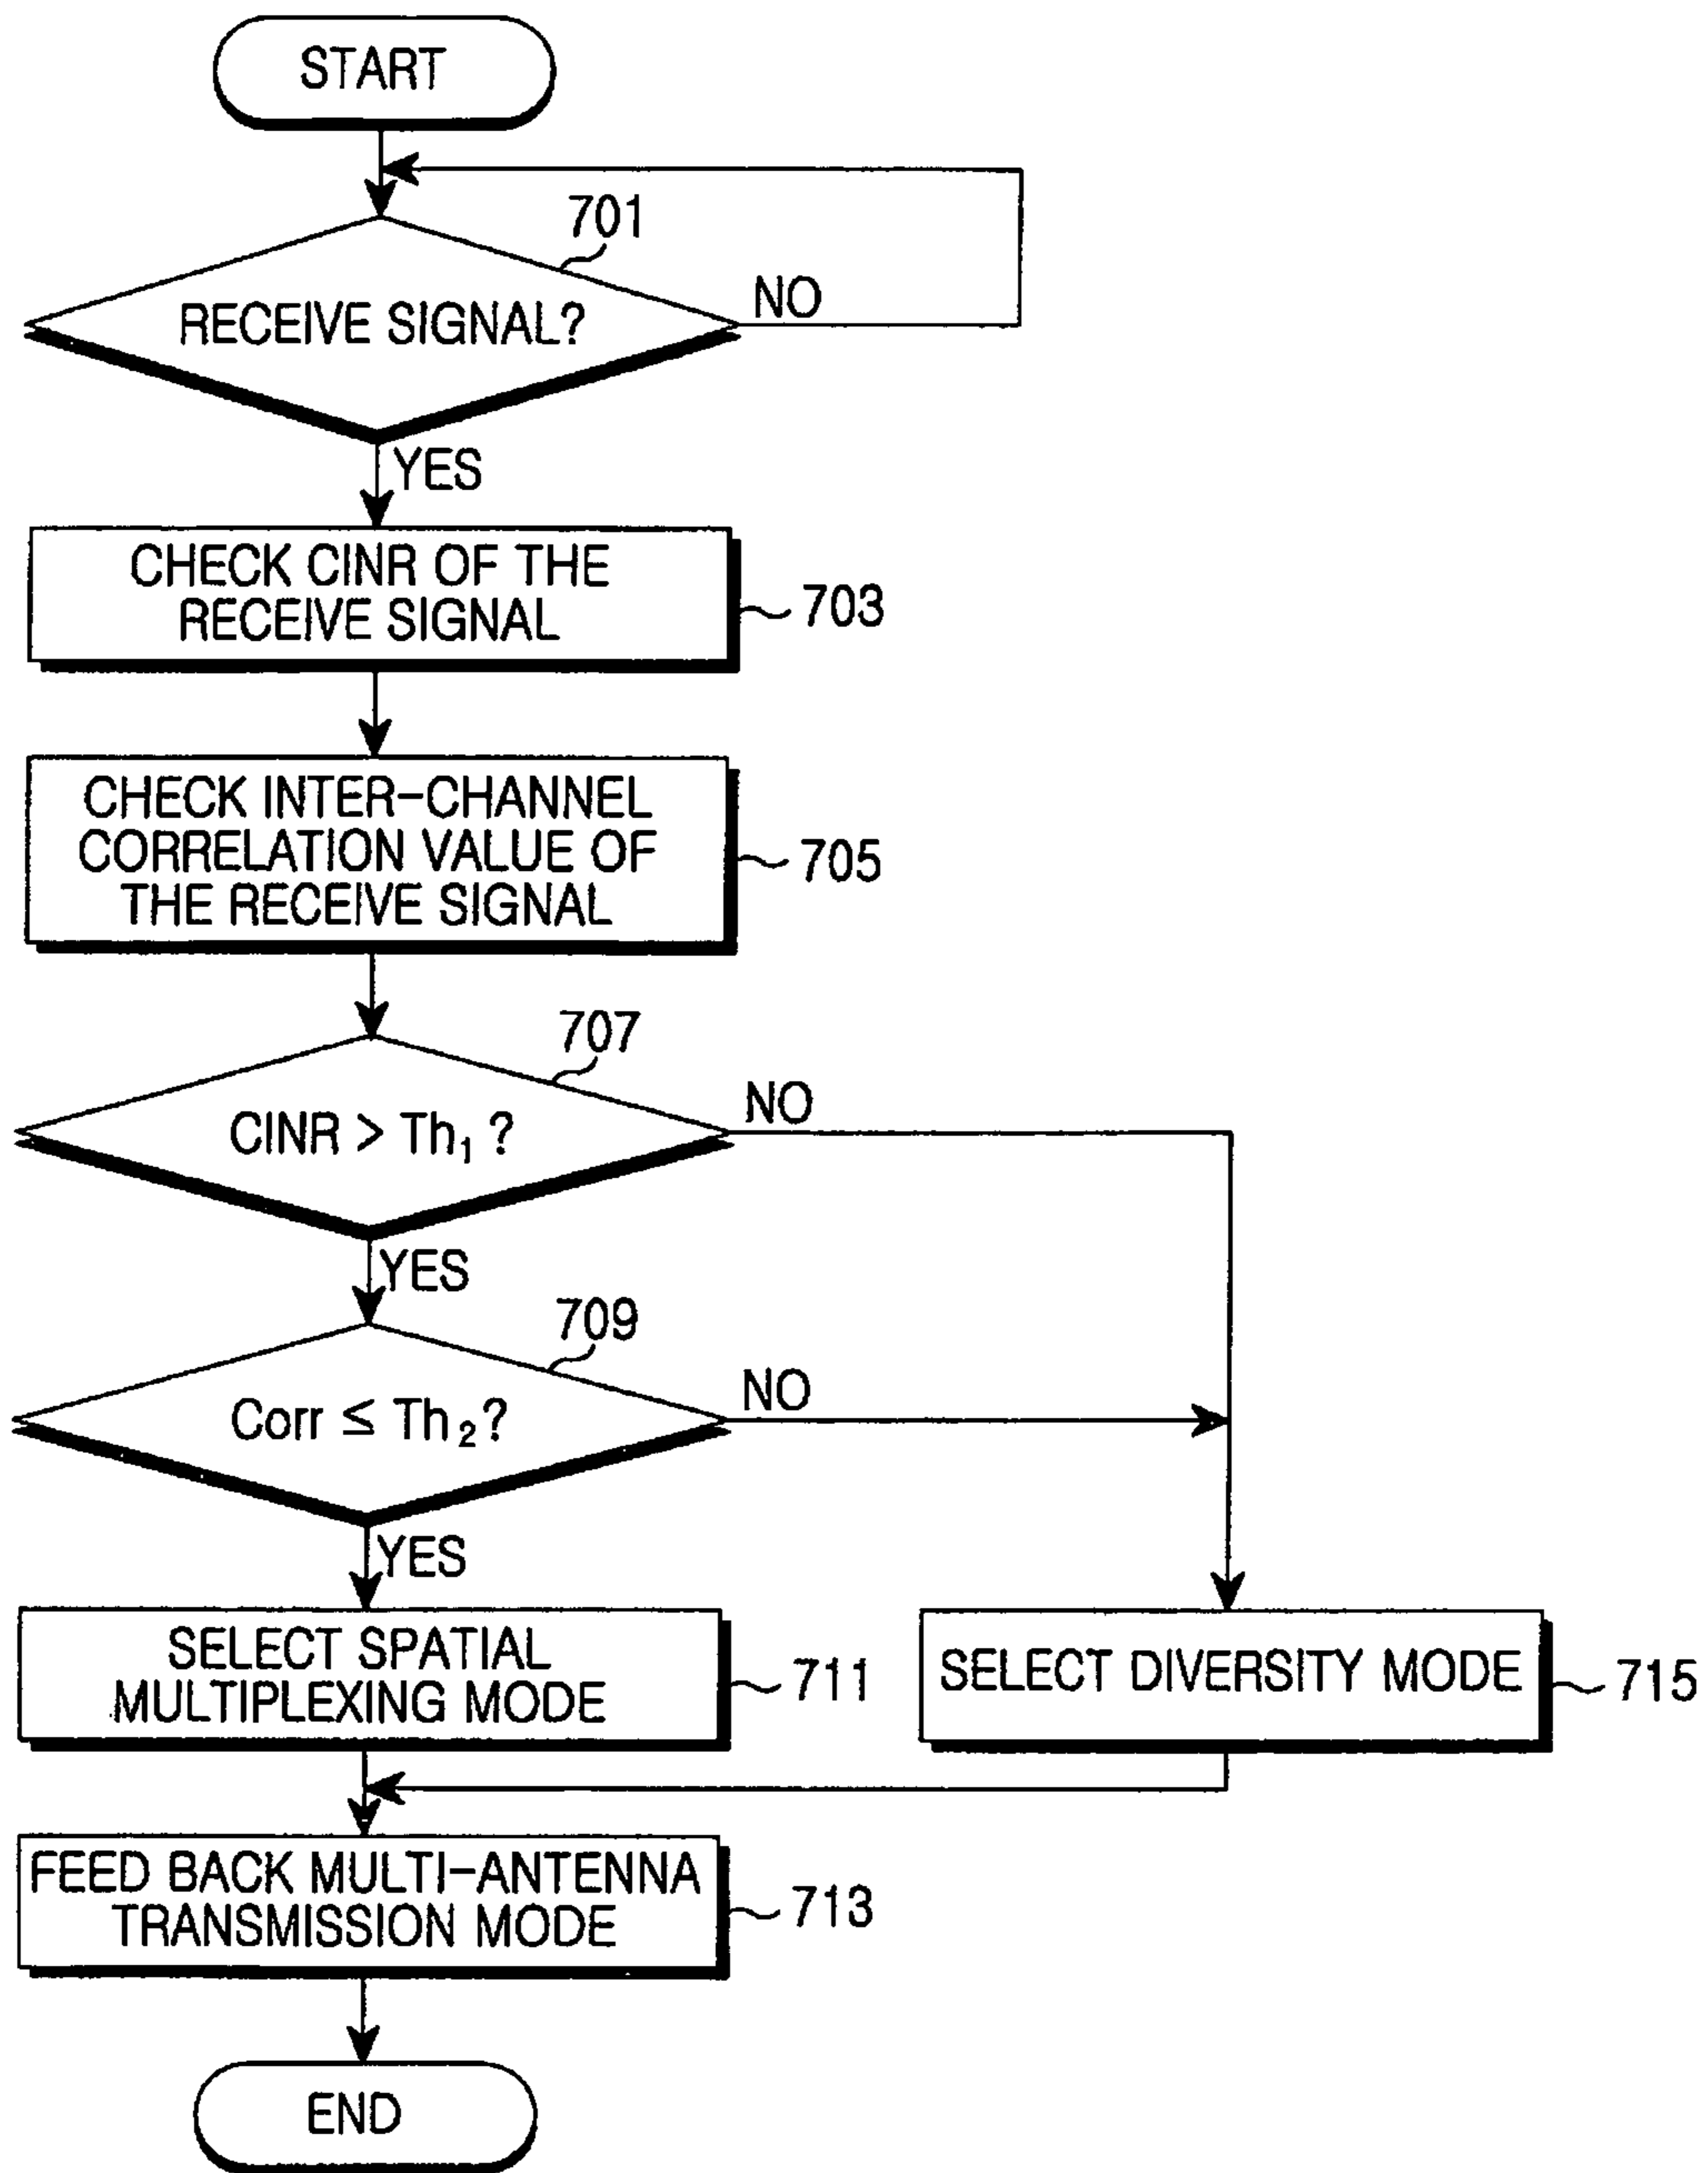 START
701
RECEIVE SIGNAL?
NO
YES
CHECK CINR OF THE
RECEIVE SIGNAL
703
CHECK INTER-CHANNEL
CORRELATION VALUE OF
THE RECEIVE SIGNAL
705
707
CINR > Th₁ ?
NO
YES
709
Corr ≤ Th₂?
NO
YES
SELECT SPATIAL
MULTIPLEXING MODE
711
SELECT DIVERSITY MODE
715
FEED BACK MULTI-ANTENNA
TRANSMISSION MODE
713
END